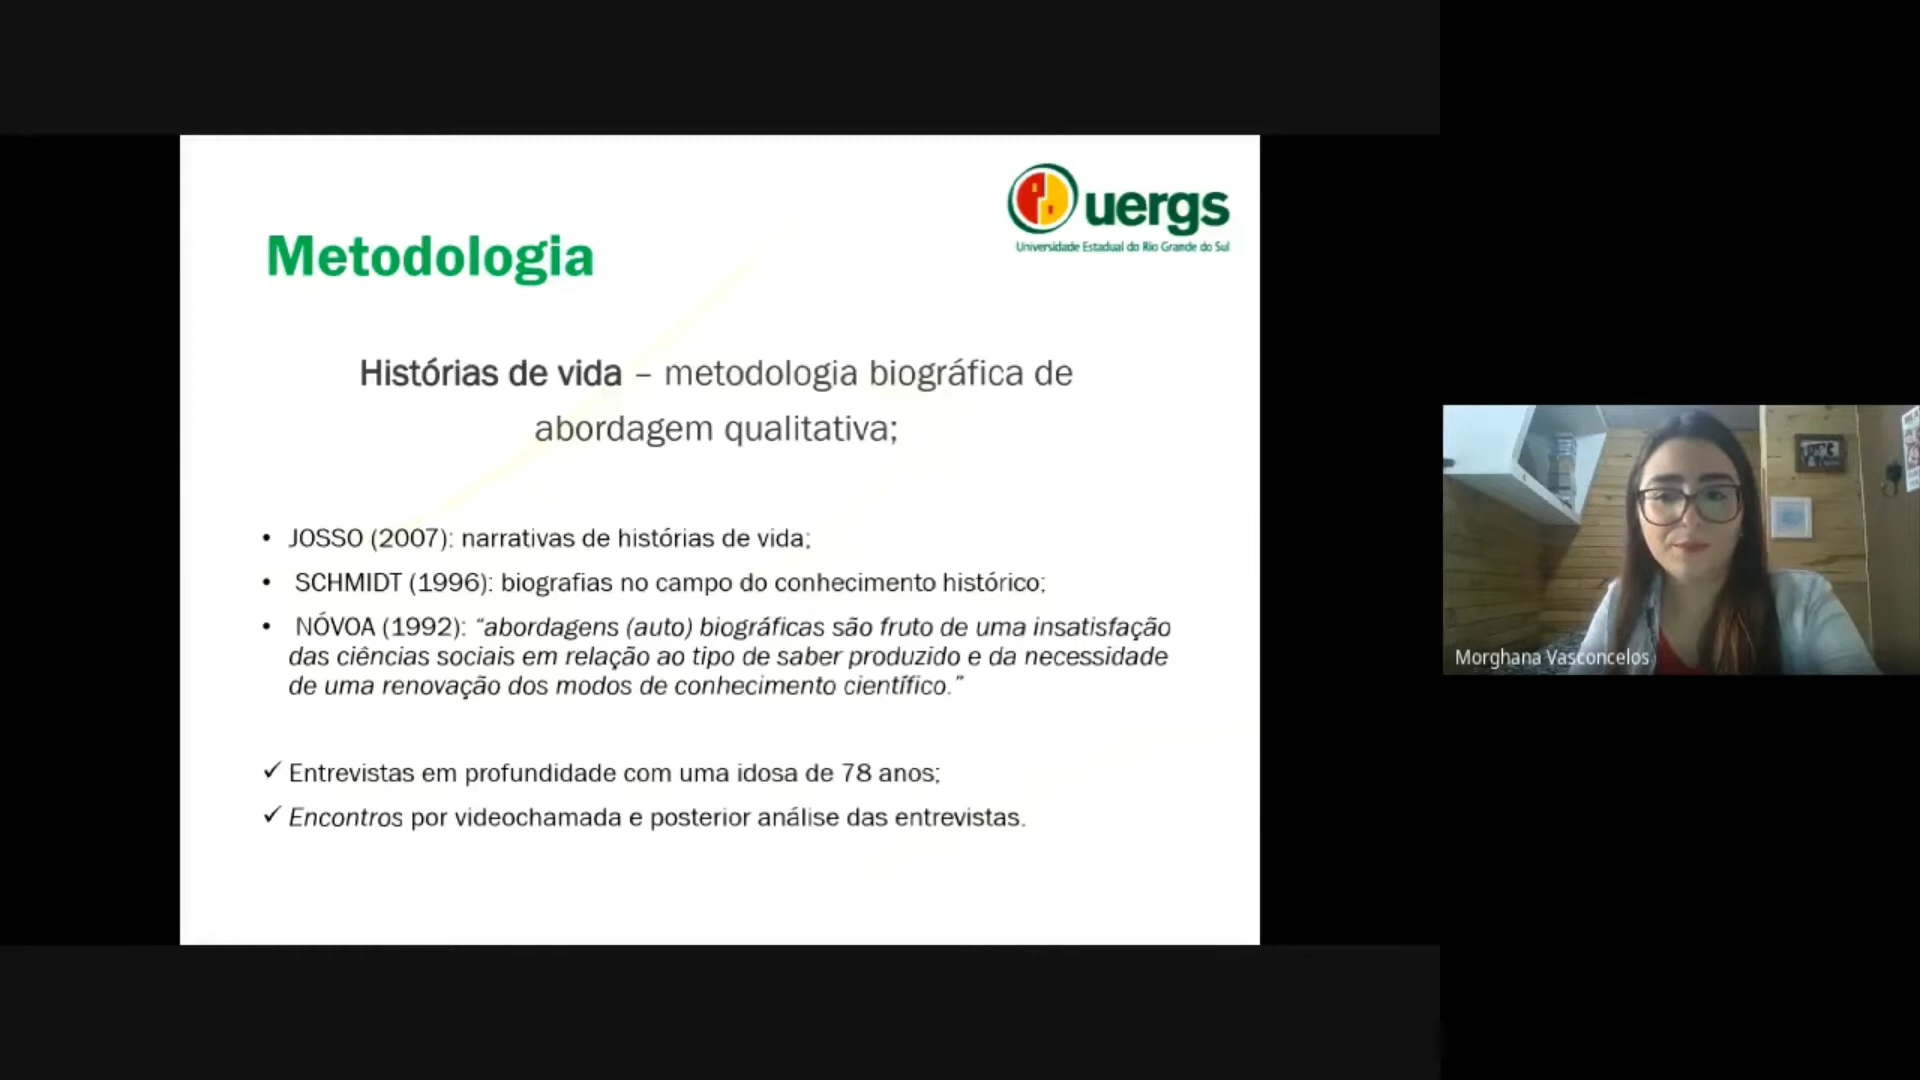 uergs
Universidade Estadual do Rio Grande do Sul
Metodologia
Histórias de vida – metodologia biográfica de
abordagem qualitativa;
• JOSSO (2007): narrativas de histórias de vida;
• SCHMIDT (1996): biografias no campo do conhecimento histórico;
• NÓVOA (1992): “abordagens (auto) biográficas são fruto de uma insatisfação
das ciências sociais em relação ao tipo de saber produzido e da necessidade
de uma renovação dos modos de conhecimento científico.”
✓ Entrevistas em profundidade com uma idosa de 78 anos;
✓ Encontros por videochamada e posterior análise das entrevistas.
Morghana Vasconcelos